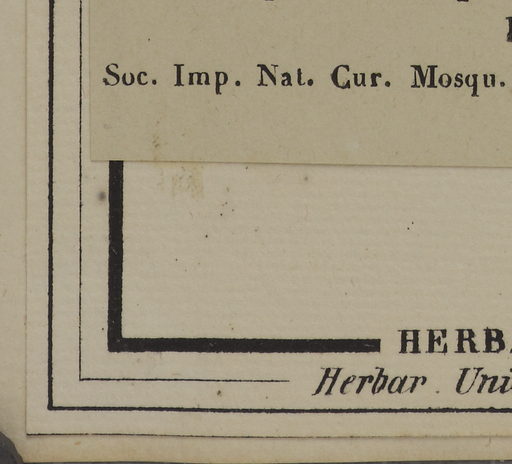 Soc. Imp. Nat. Cur. Mosqu.
HERB
Herbar. Uni